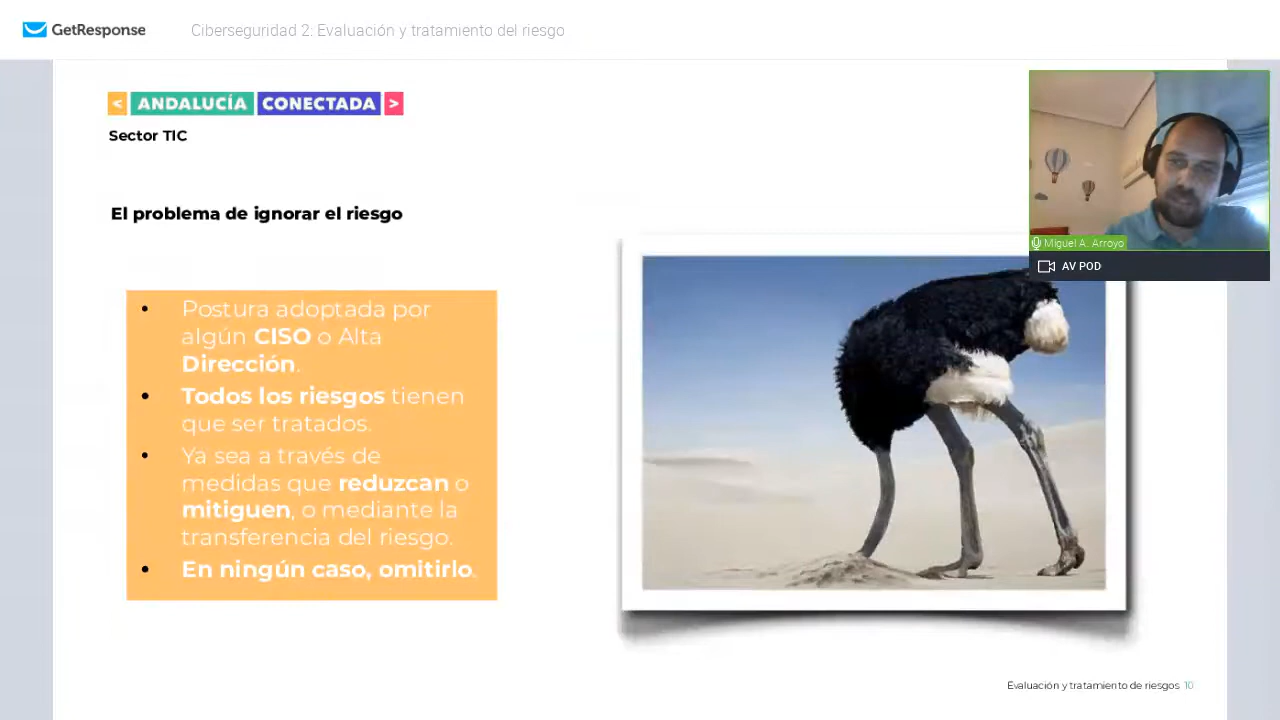 GetResponse
Ciberseguridad 2: Evaluación y tratamiento del riesgo
< ANDALUCÍA CONECTADA >
Sector TIC
Miguel A. Arroyo
AV POD
El problema de ignorar el riesgo
• Postura adoptada por
algún CISO o Alta
Dirección.
• Todos los riesgos tienen
que ser tratados.
• Ya sea a través de
medidas que reduzcan o
mitiguen, o mediante la
transferencia del riesgo.
• En ningún caso, omitirlo.
Evaluación y tratamiento de riesgos 10